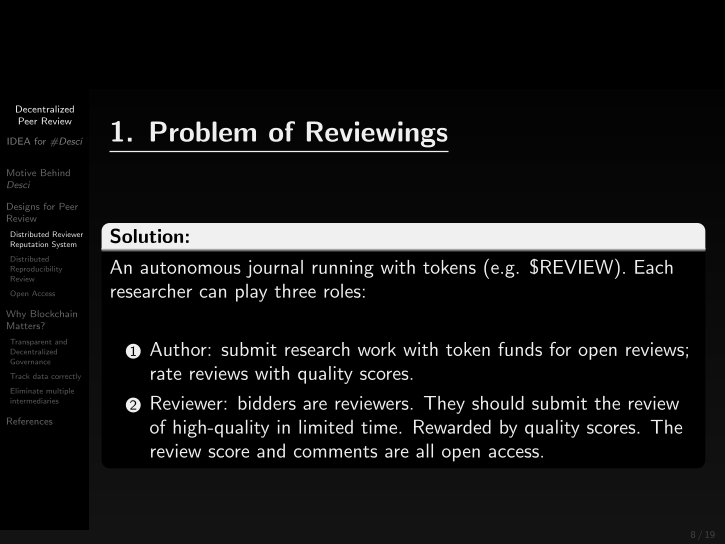 Decentralized
Peer Review
IDEA for #Desci
Motive Behind
Desci
Designs for Peer
Review
Distributed Reviewer
Reputation System
Distributed
Reproducibility
Review
Open Access
Why Blockchain
Matters?
Transparent and
Decentralized
Governance
Track data correctly
Eliminate multiple
intermediaries
References
1. Problem of Reviewings
Solution:
An autonomous journal running with tokens (e.g. $REVIEW). Each
researcher can play three roles:
1 Author: submit research work with token funds for open reviews;
rate reviews with quality scores.
2 Reviewer: bidders are reviewers. They should submit the review
of high-quality in limited time. Rewarded by quality scores. The
review score and comments are all open access.
8 / 19